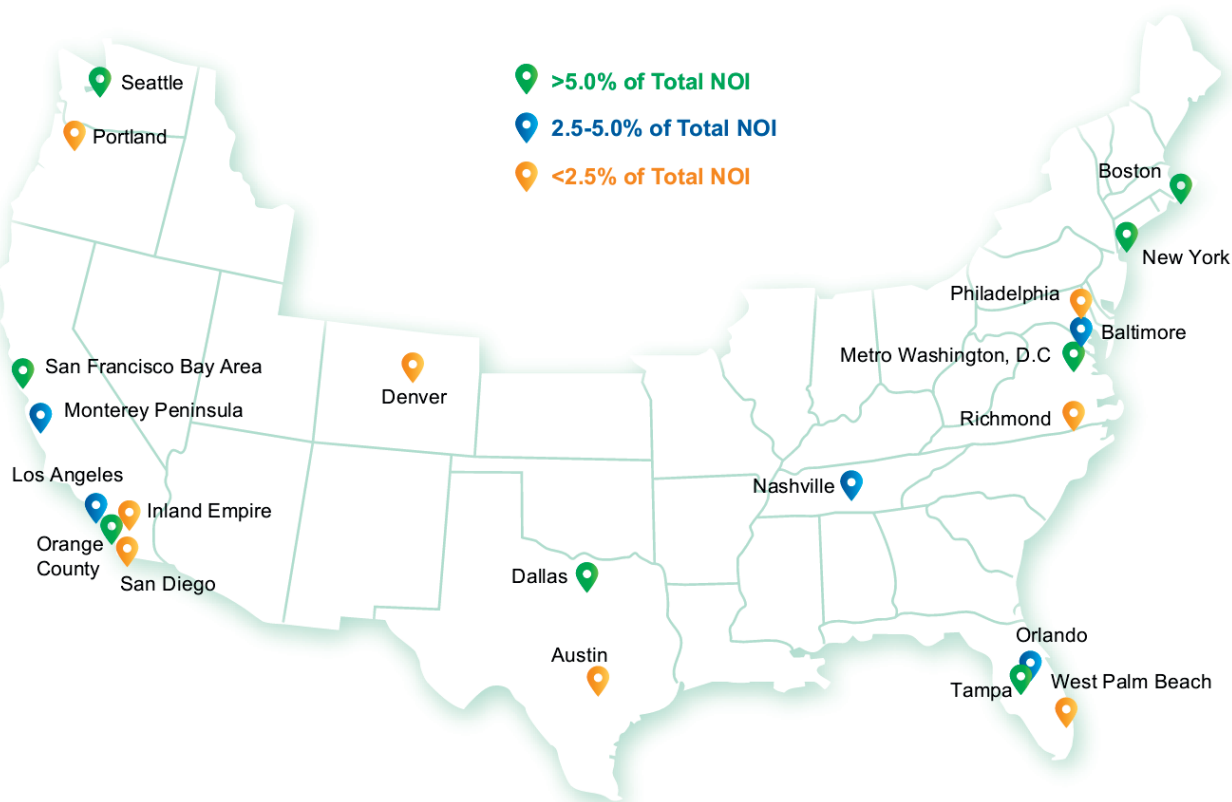 Seattle
>5.0% of Total NOI
Portland
2.5-5.0% of Total NOI
<2.5% of Total NOI
Boston
New York
Philadelphia
Baltimore
Metro Washington, D.C
San Francisco Bay Area
Denver
Monterey Peninsula
Richmond
Los Angeles
Nashville
Inland Empire
Orange
County
San Diego
Dallas
Austin
Orlando
West Palm Beach
Tampa